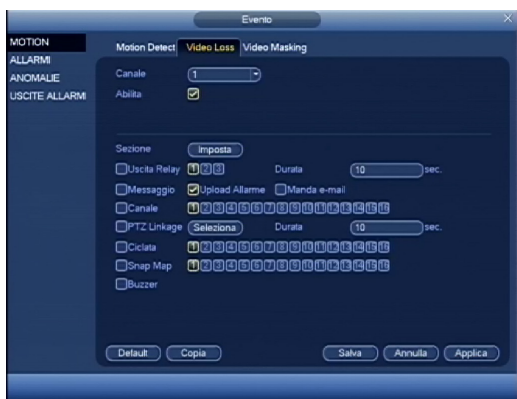 Evento
MOTION
ALLARMI
ANOMALIE
USCITE ALLARMI
Motion Detect Video Loss Video Masking
Canale 1
Abilita
Sezione Imposta
Uscita Relay 1 2 3 Durata 10 sec.
Messaggio Upload Allarme Manda e-mail
Canale 1 2 3 4 5 6 7 8 9 10 11 12 13 14 15 16
PTZ Linkage Seleziona Durata 10 sec.
Ciclata 1 2 3 4 5 6 7 8 9 10 11 12 13 14 15 16
Snap Map 1 2 3 4 5 6 7 8 9 10 11 12 13 14 15 16
Buzzer
Default Copia Salva Annulla Applica